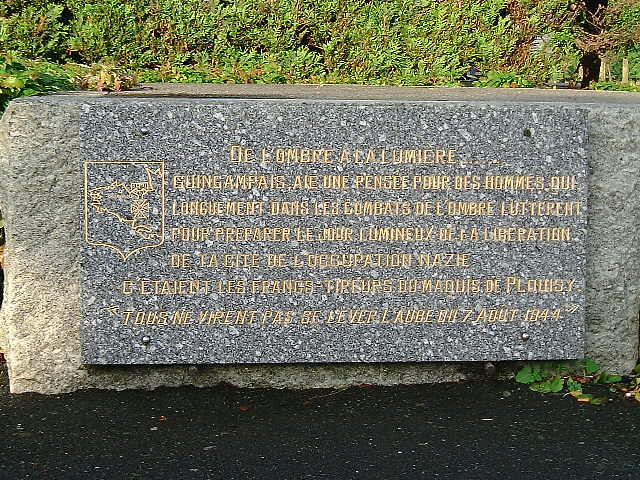 DE L'OMBRE A LA LUMIERE.......
GUINGAMPAIS, AIE UNE PENSÉE POUR DES HOMMES, QUI
LONGUEMENT DANS LES COMBATS DE L'OMBRE LUTTERENT
POUR PREPARER LE JOUR LUMINEUX DE LA LIBERATION
DE LA CITE DE L'OCCUPATION NAZIE
C'ETAIENT LES FRANCS-TIREURS DU MAQUIS DE PLOUISY.
"TOUS NE VIRENT PAS SE LEVER L'AUBE DU 7 AOUT 1944."